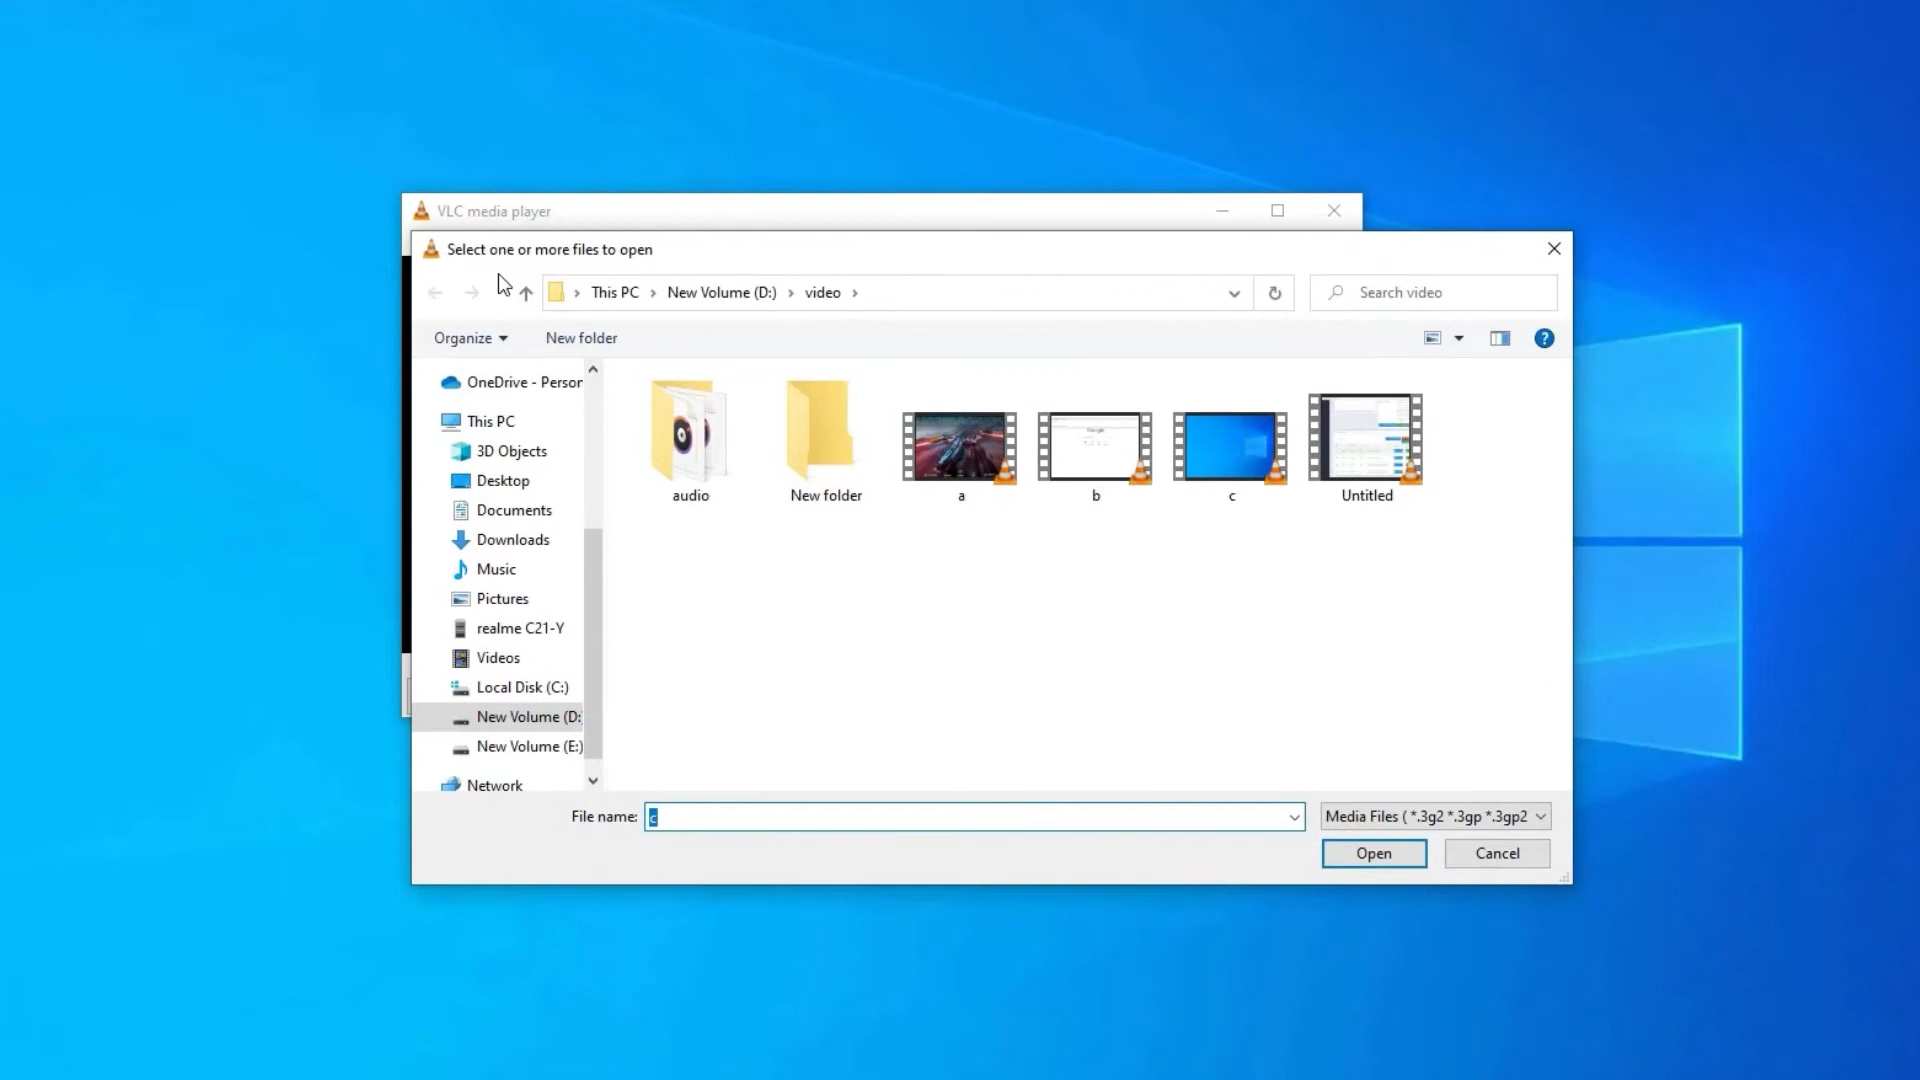 VLC media player
Select one or more files to open
This PC
New Volume (D:)
video
Search video
Organize
New folder
OneDrive - Person
This PC
3D Objects
Desktop
Documents
Downloads
Music
Pictures
realme C21-Y
Videos
Local Disk (C:)
New Volume (D:
New Volume (E:)
Network
audio
New folder
a
b
c
Untitled
File name:
c
Media Files ( *.3g2 *.3gp *.3gp2
Open
Cancel